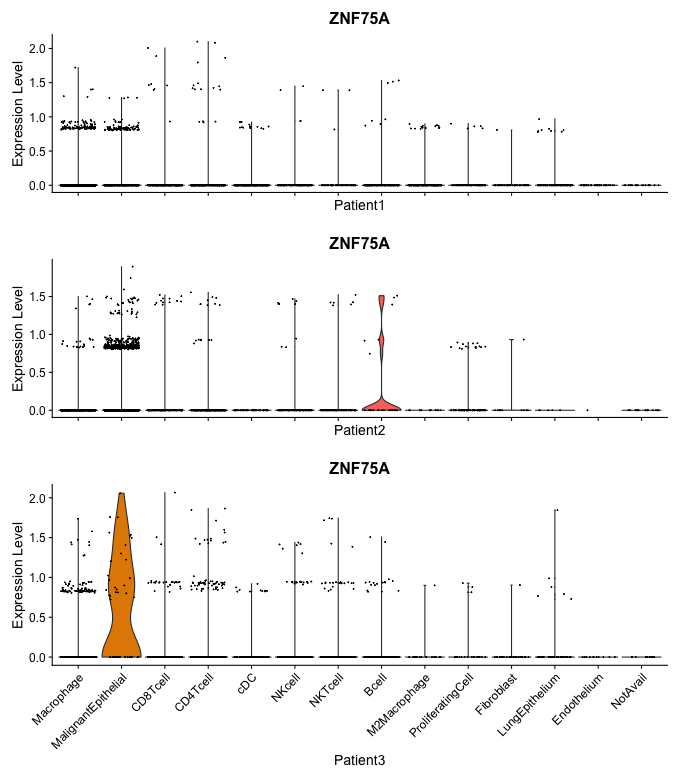 ZNF75A
Expression Level
2.0
1.5
1.0
0.5
0.0
Patient1
ZNF75A
Expression Level
1.5
1.0
0.5
0.0
Patient2
ZNF75A
Expression Level
2.0
1.5
1.0
0.5
0.0
Macrophage
MalignantEpithelial
CD8Tcell
CD4Tcell
cDC
NKcell
NKTcell
Bcell
M2Macrophage
ProliferatingCell
Fibroblast
LungEpithelium
Endothelium
NotAvail
Patient3